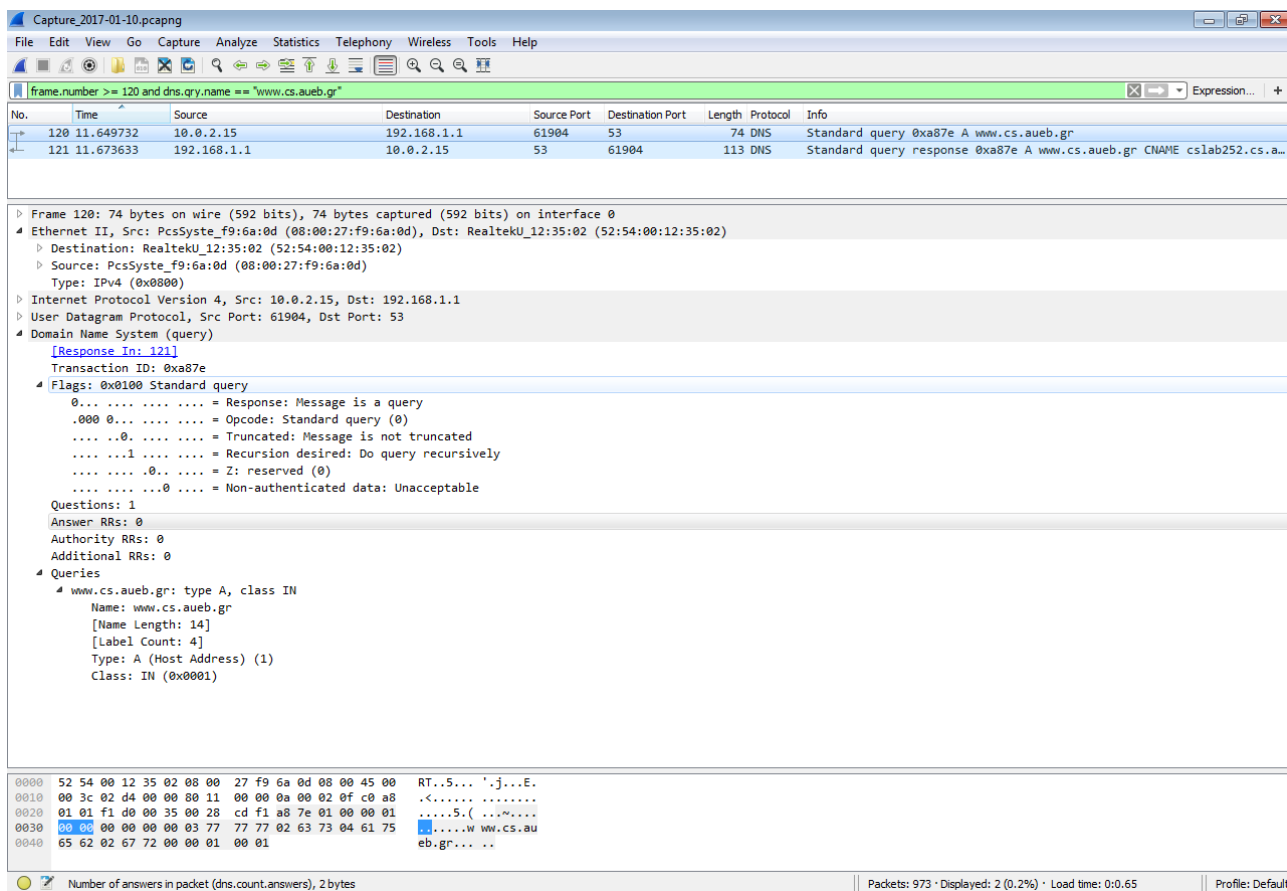 Capture_2017-01-10.pcapng
File Edit View Go Capture Analyze Statistics Telephony Wireless Tools Help
frame.number >= 120 and dns.qry.name == "www.cs.aueb.gr" Expression... +
No. Time Source Destination Source Port Destination Port Length Protocol Info
120 11.649732 10.0.2.15 192.168.1.1 61904 53 74 DNS Standard query 0xa87e A www.cs.aueb.gr
121 11.673633 192.168.1.1 10.0.2.15 53 61904 113 DNS Standard query response 0xa87e A www.cs.aueb.gr CNAME cslab252.cs.a…
Frame 120: 74 bytes on wire (592 bits), 74 bytes captured (592 bits) on interface 0
Ethernet II, Src: PcsSyste_f9:6a:0d (08:00:27:f9:6a:0d), Dst: RealtekU_12:35:02 (52:54:00:12:35:02)
Destination: RealtekU_12:35:02 (52:54:00:12:35:02)
Source: PcsSyste_f9:6a:0d (08:00:27:f9:6a:0d)
Type: IPv4 (0x0800)
Internet Protocol Version 4, Src: 10.0.2.15, Dst: 192.168.1.1
User Datagram Protocol, Src Port: 61904, Dst Port: 53
Domain Name System (query)
[Response In: 121]
Transaction ID: 0xa87e
Flags: 0x0100 Standard query
0... .... .... .... = Response: Message is a query
.000 0... .... .... = Opcode: Standard query (0)
.... ..0. .... .... = Truncated: Message is not truncated
.... ...1 .... .... = Recursion desired: Do query recursively
.... .... .0.. .... = Z: reserved (0)
.... .... ...0 .... = Non-authenticated data: Unacceptable
Questions: 1
Answer RRs: 0
Authority RRs: 0
Additional RRs: 0
Queries
www.cs.aueb.gr: type A, class IN
Name: www.cs.aueb.gr
[Name Length: 14]
[Label Count: 4]
Type: A (Host Address) (1)
Class: IN (0x0001)
0000 52 54 00 12 35 02 08 00 27 f9 6a 0d 08 00 45 00 RT..5... '.j...E.
0010 00 3c 02 d4 00 00 80 11 00 00 0a 00 02 0f c0 a8 .<...... ........
0020 01 01 f1 d0 00 35 00 28 cd f1 a8 7e 01 00 00 01 .....5.( ...~....
0030 00 00 00 00 00 00 03 77 77 77 02 63 73 04 61 75 .......w ww.cs.au
0040 65 62 02 67 72 00 00 01 00 01 eb.gr... ..
Number of answers in packet (dns.count.answers), 2 bytes Packets: 973 · Displayed: 2 (0.2%) · Load time: 0:0.65 Profile: Default